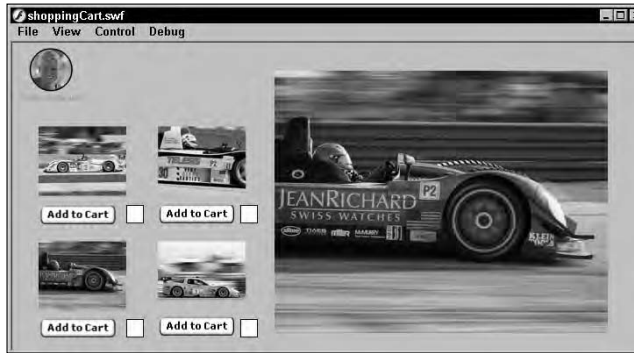 shoppingCart.swf
File View Control Debug
Add to Cart
Add to Cart
Add to Cart
Add to Cart
JEANRICHARD
SWISS WATCHES
P2